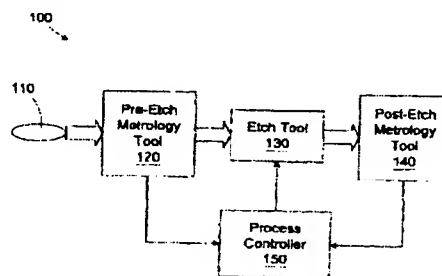 100
110
Pre-Etch
Metrology
Tool
120
Etch Tool
130
Post-Etch
Metrology
Tool
140
Process
Controller
150